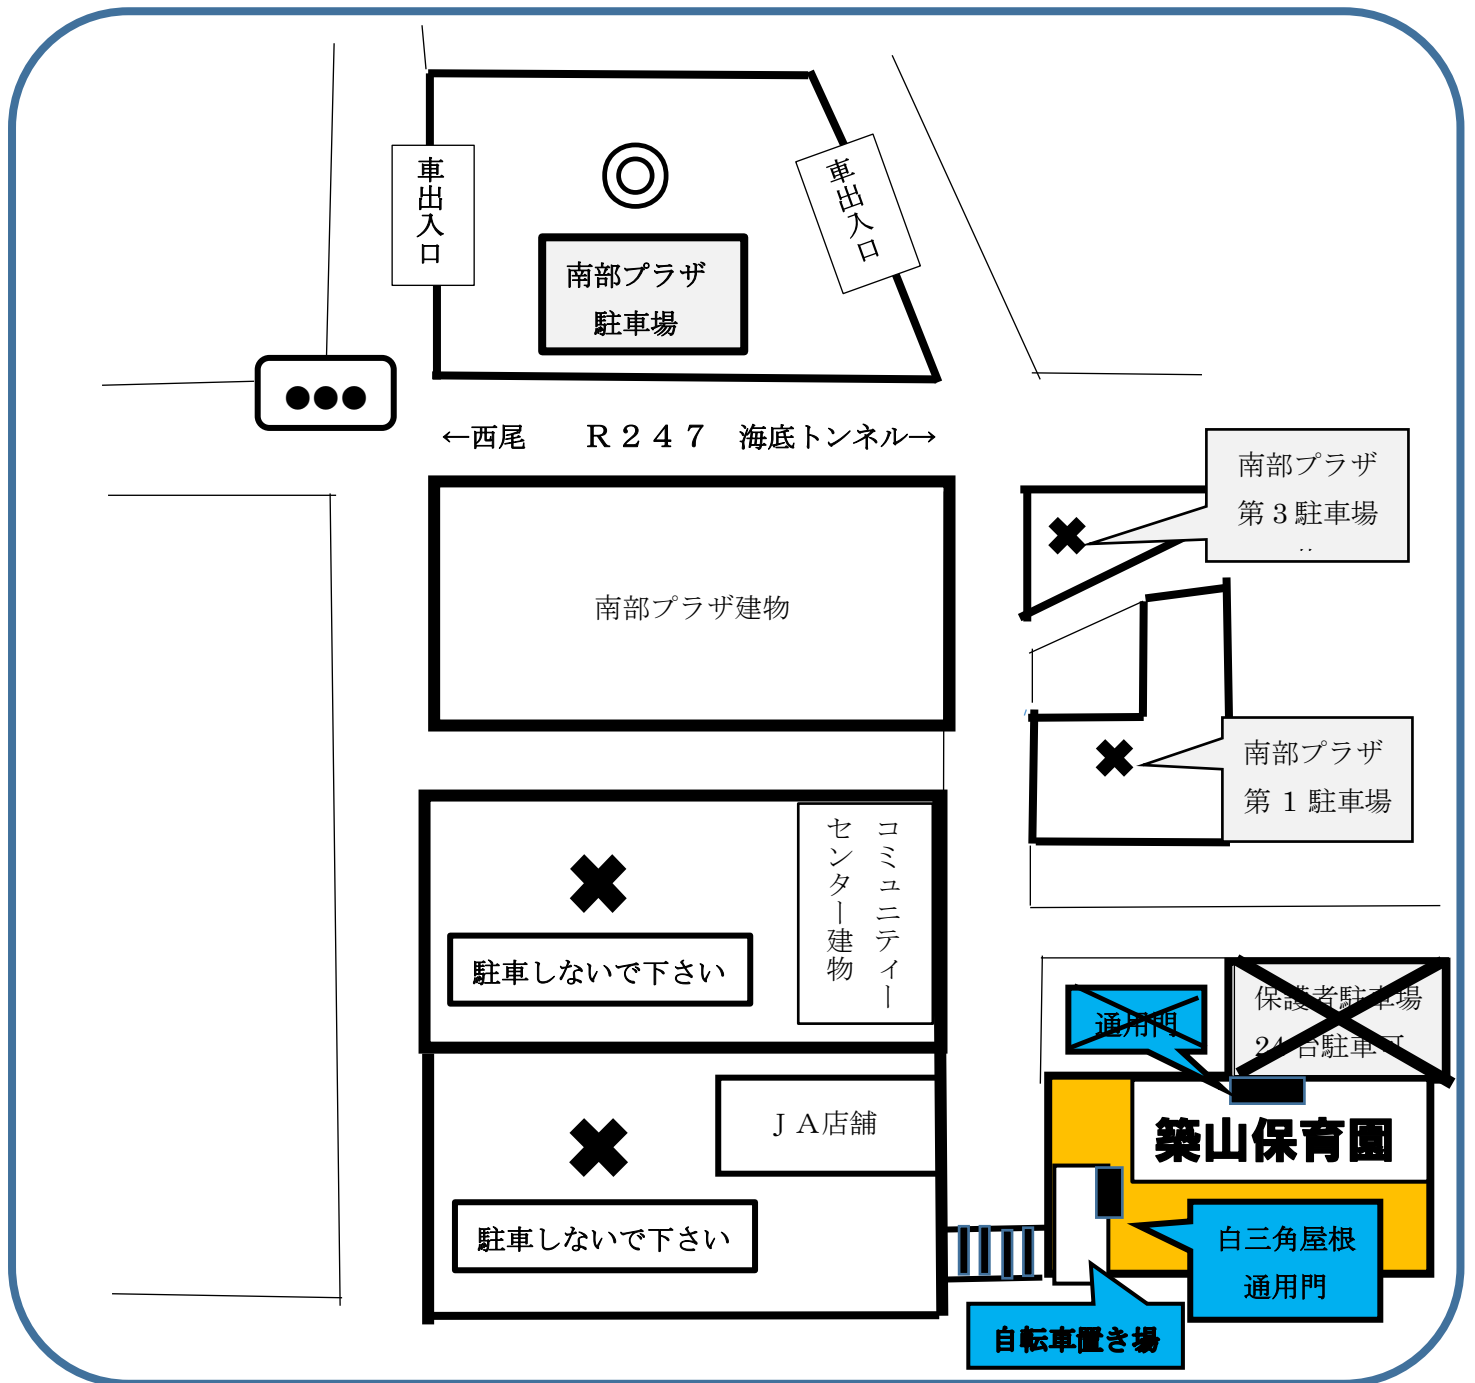 車出入口
車出入口
南部プラザ
駐車場
←西尾 Ｒ２４７ 海底トンネル→
南部プラザ
第３駐車場
南部プラザ建物
南部プラザ
第１駐車場
コミュニティー
センター建物
駐車しないで下さい
保護者駐車場
24台駐車可
通用門
ＪＡ店舗
築山保育園
駐車しないで下さい
白三角屋根
通用門
自転車置き場